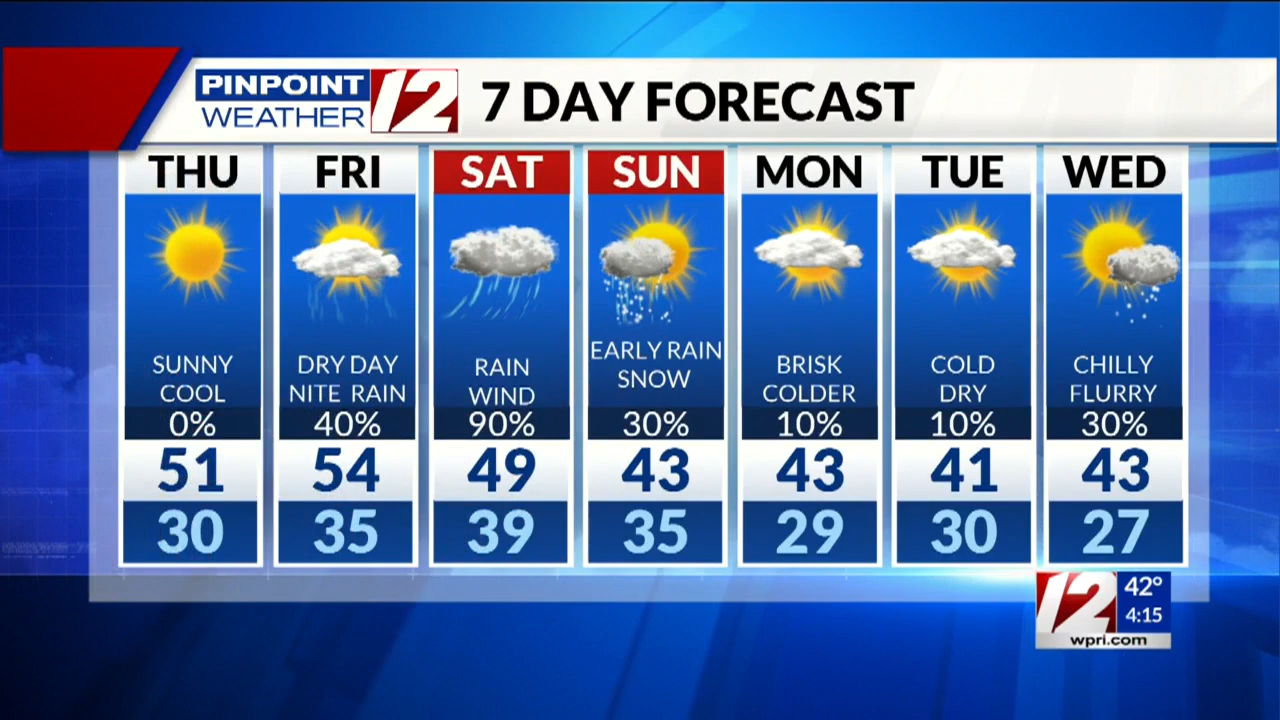 PINPOINT
WEATHER 12
7 DAY FORECAST
THU FRI SAT SUN MON TUE WED
SUNNY
COOL
DRY DAY
NITE RAIN
RAIN
WIND
EARLY RAIN
SNOW
BRISK
COLDER
COLD
DRY
CHILLY
FLURRY
0% 40% 90% 30% 10% 10% 30%
51 54 49 43 43 41 43
30 35 39 35 29 30 27
12
42°
4:15
wpri.com